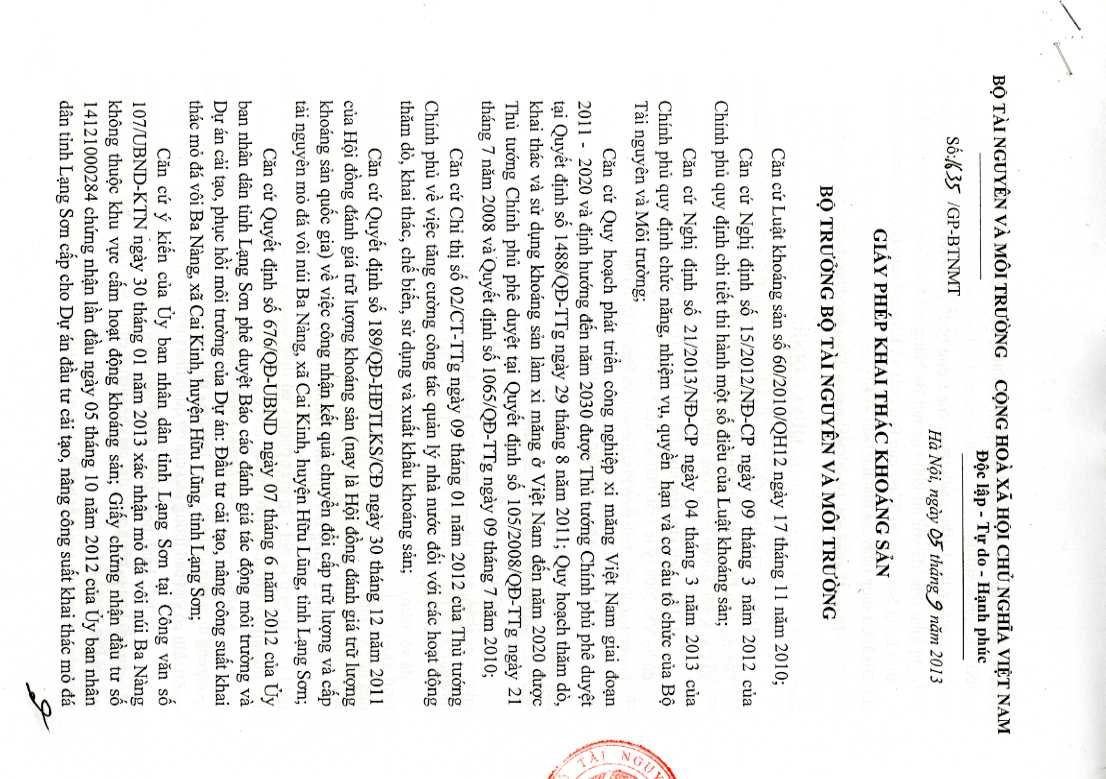 BỘ TÀI NGUYÊN VÀ MÔI TRƯỜNG
CỘNG HOÀ XÃ HỘI CHỦ NGHĨA VIỆT NAM
Độc lập - Tự do - Hạnh phúc
Số:1635 /GP-BTNMT
Hà Nội, ngày 05 tháng 9 năm 2013
GIẤY PHÉP KHAI THÁC KHOÁNG SẢN
BỘ TRƯỞNG BỘ TÀI NGUYÊN VÀ MÔI TRƯỜNG
Căn cứ Luật khoáng sản số 60/2010/QH12 ngày 17 tháng 11 năm 2010;
Căn cứ Nghị định số 15/2012/NĐ-CP ngày 09 tháng 3 năm 2012 của
Chính phủ quy định chi tiết thi hành một số điều của Luật khoáng sản;
Căn cứ Nghị định số 21/2013/NĐ-CP ngày 04 tháng 3 năm 2013 của
Chính phủ quy định chức năng, nhiệm vụ, quyền hạn và cơ cấu tổ chức của Bộ
Tài nguyên và Môi trường;
Căn cứ Quy hoạch phát triển công nghiệp xi măng Việt Nam giai đoạn
2011 - 2020 và định hướng đến năm 2030 được Thủ tướng Chính phủ phê duyệt
tại Quyết định số 1488/QĐ-TTg ngày 29 tháng 8 năm 2011; Quy hoạch thăm dò,
khai thác và sử dụng khoáng sản làm xi măng ở Việt Nam đến năm 2020 được
Thủ tướng Chính phủ phê duyệt tại Quyết định số 105/2008/QĐ-TTg ngày 21
tháng 7 năm 2008 và Quyết định số 1065/QĐ-TTg ngày 09 tháng 7 năm 2010;
Căn cứ Chỉ thị số 02/CT-TTg ngày 09 tháng 01 năm 2012 của Thủ tướng
Chính phủ về việc tăng cường công tác quản lý nhà nước đối với các hoạt động
thăm dò, khai thác, chế biến, sử dụng và xuất khẩu khoáng sản;
Căn cứ Quyết định số 189/QĐ-HĐTLKS/CĐ ngày 30 tháng 12 năm 2011
của Hội đồng đánh giá trữ lượng khoáng sản (nay là Hội đồng đánh giá trữ lượng
khoáng sản quốc gia) về việc công nhận kết quả chuyển đổi cấp trữ lượng và cấp
tài nguyên mỏ đá vôi núi Ba Nàng, xã Cai Kinh, huyện Hữu Lũng, tỉnh Lạng Sơn;
Căn cứ Quyết định số 676/QĐ-UBND ngày 07 tháng 6 năm 2012 của Ủy
ban nhân dân tỉnh Lạng Sơn phê duyệt Báo cáo đánh giá tác động môi trường và
Dự án cải tạo, phục hồi môi trường của Dự án: Đầu tư cải tạo, nâng công suất khai
thác mỏ đá vôi Ba Nàng, xã Cai Kinh, huyện Hữu Lũng, tỉnh Lạng Sơn;
Căn cứ ý kiến của Ủy ban nhân dân tỉnh Lạng Sơn tại Công văn số
107/UBND-KTN ngày 30 tháng 01 năm 2013 xác nhận mỏ đá vôi núi Ba Nàng
không thuộc khu vực cấm hoạt động khoáng sản; Giấy chứng nhận đầu tư số
14121000284 chứng nhận lần đầu ngày 05 tháng 10 năm 2012 của Ủy ban nhân
dân tỉnh Lạng Sơn cấp cho Dự án đầu tư cải tạo, nâng công suất khai thác mỏ đá
TÀI NGUY